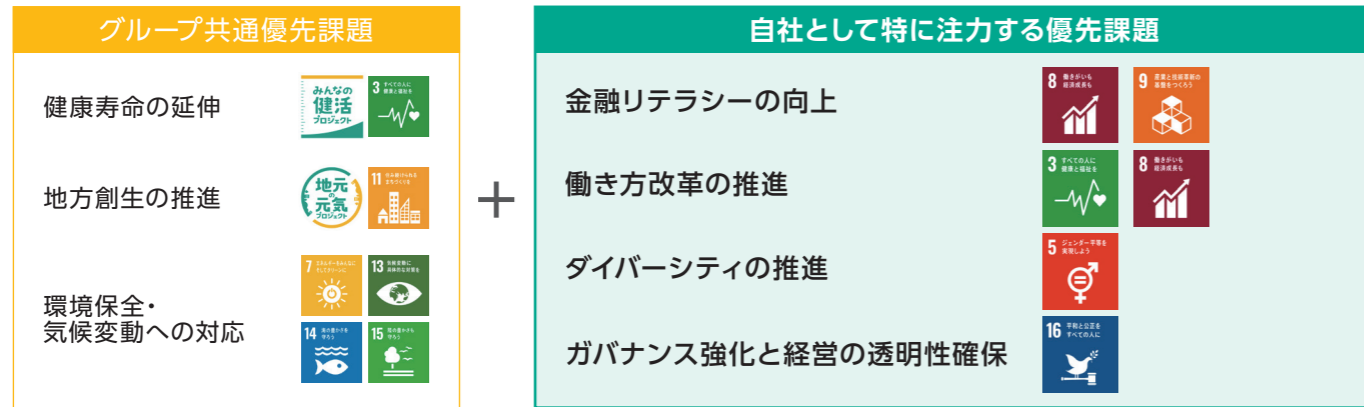 グループ共通優先課題
健康寿命の延伸
みんなの
健活
プロジェクト
3 すべての人に
健康と福祉を
地方創生の推進
地元の
元気
プロジェクト
11 住み続けられる
まちづくりを
環境保全・
気候変動への対応
7 エネルギーをみんなに
そしてクリーンに
13 気候変動に
具体的な対策を
14 海の豊かさを
守ろう
15 陸の豊かさも
守ろう
+
自社として特に注力する優先課題
金融リテラシーの向上
8 働きがいも
経済成長も
9 産業と技術革新の
基盤をつくろう
働き方改革の推進
3 すべての人に
健康と福祉を
8 働きがいも
経済成長も
ダイバーシティの推進
5 ジェンダー平等を
実現しよう
ガバナンス強化と経営の透明性確保
16 平和と公正を
すべての人に